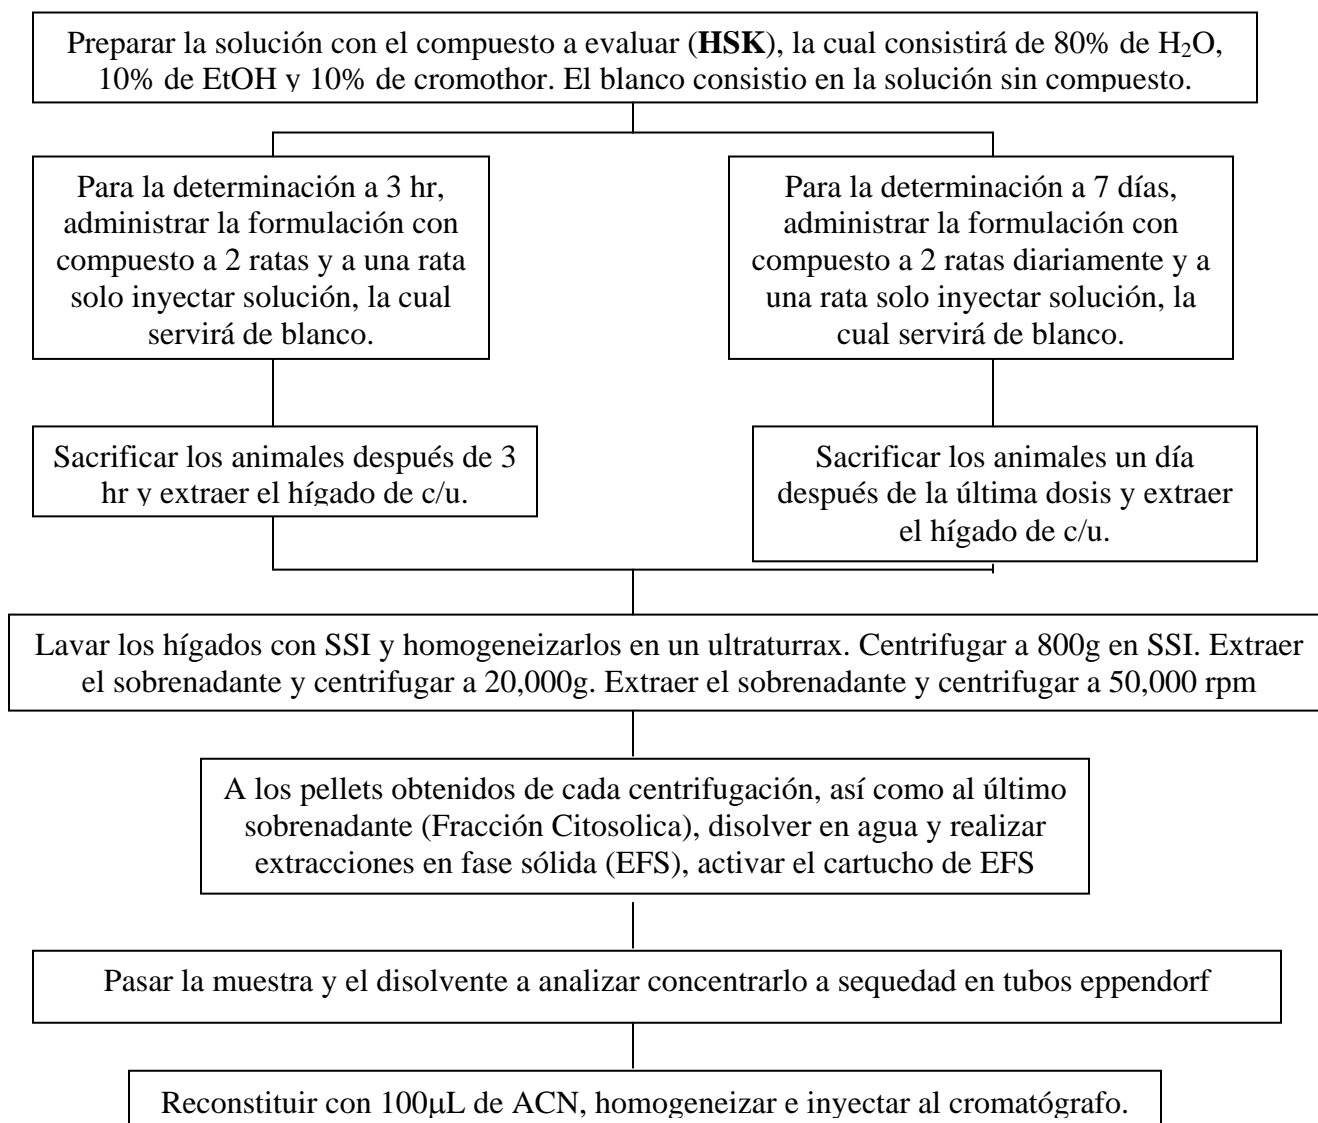 Preparar la solución con el compuesto a evaluar (HSK), la cual consistirá de 80% de H₂O,
10% de EtOH y 10% de cromothor. El blanco consistio en la solución sin compuesto.
Para la determinación a 3 hr,
administrar la formulación con
compuesto a 2 ratas y a una rata
solo inyectar solución, la cual
servirá de blanco.
Para la determinación a 7 días,
administrar la formulación con
compuesto a 2 ratas diariamente y a
una rata solo inyectar solución, la
cual servirá de blanco.
Sacrificar los animales después de 3
hr y extraer el hígado de c/u.
Sacrificar los animales un día
después de la última dosis y extraer
el hígado de c/u.
Lavar los hígados con SSI y homogeneizarlos en un ultraturrax. Centrifugar a 800g en SSI. Extraer
el sobrenadante y centrifugar a 20,000g. Extraer el sobrenadante y centrifugar a 50,000 rpm
A los pellets obtenidos de cada centrifugación, así como al último
sobrenadante (Fracción Citosolica), disolver en agua y realizar
extracciones en fase sólida (EFS), activar el cartucho de EFS
Pasar la muestra y el disolvente a analizar concentrarlo a sequedad en tubos eppendorf
Reconstituir con 100μL de ACN, homogeneizar e inyectar al cromatógrafo.